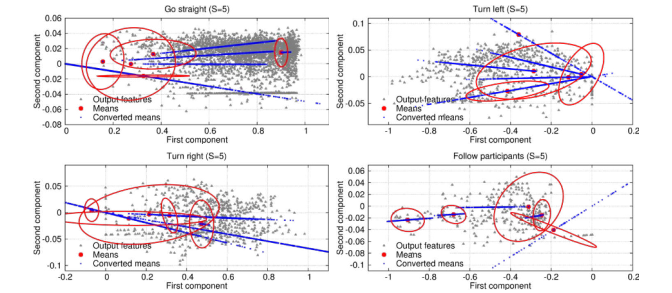 Go straight (S=5)
Second component
0.06
0.04
0.02
0
-0.02
-0.04
-0.06
-0.08
0
0.2
0.4
0.6
0.8
1
1.2
First component
Output features
Means
Converted means
Turn left (S=5)
Second component
0.1
0.05
0
-0.05
-1
-0.8
-0.6
-0.4
-0.2
0
0.2
First component
Output features
Means
Converted means
Turn right (S=5)
Second component
0.05
0
-0.05
-0.1
-0.2
0
0.2
0.4
0.6
0.8
1
First component
Output features
Means
Converted means
Follow participants (S=5)
Second component
0.06
0.04
0.02
0
-0.02
-0.04
-0.06
-0.08
-0.1
-1
-0.8
-0.6
-0.4
-0.2
0
0.2
First component
Output features
Means
Converted means